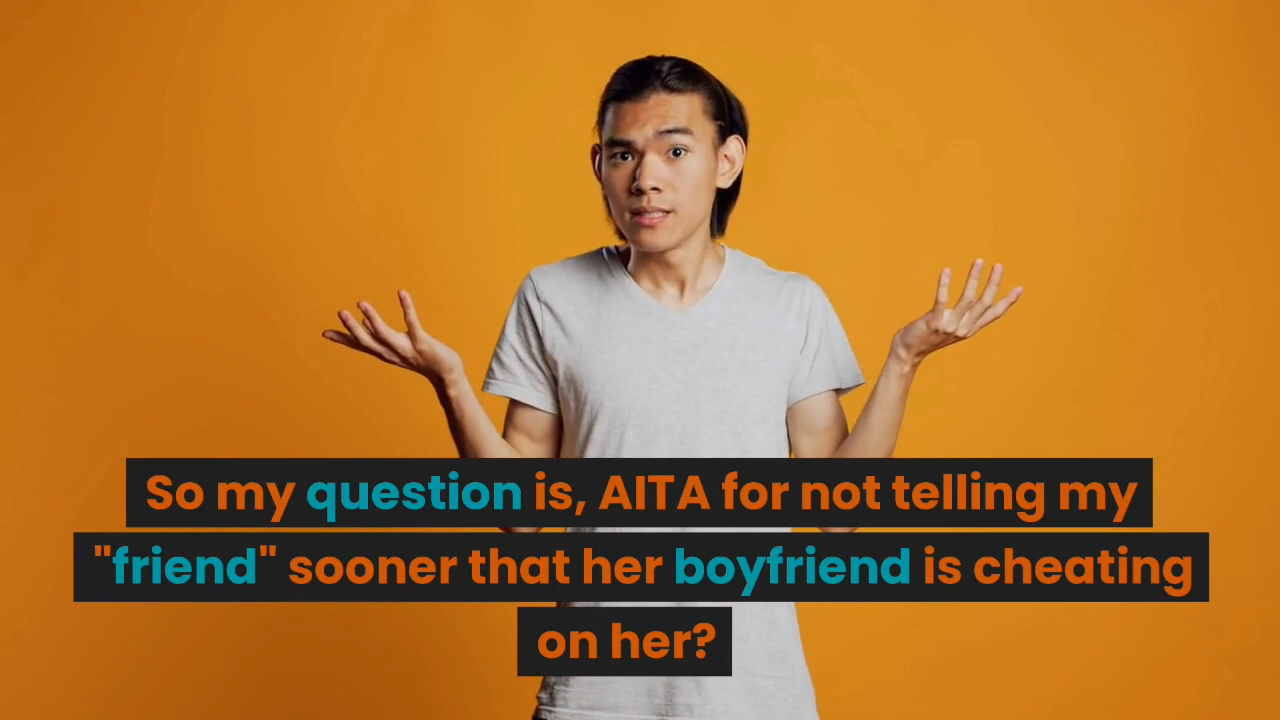 So my question is, AITA for not telling my
"friend" sooner that her boyfriend is cheating
on her?